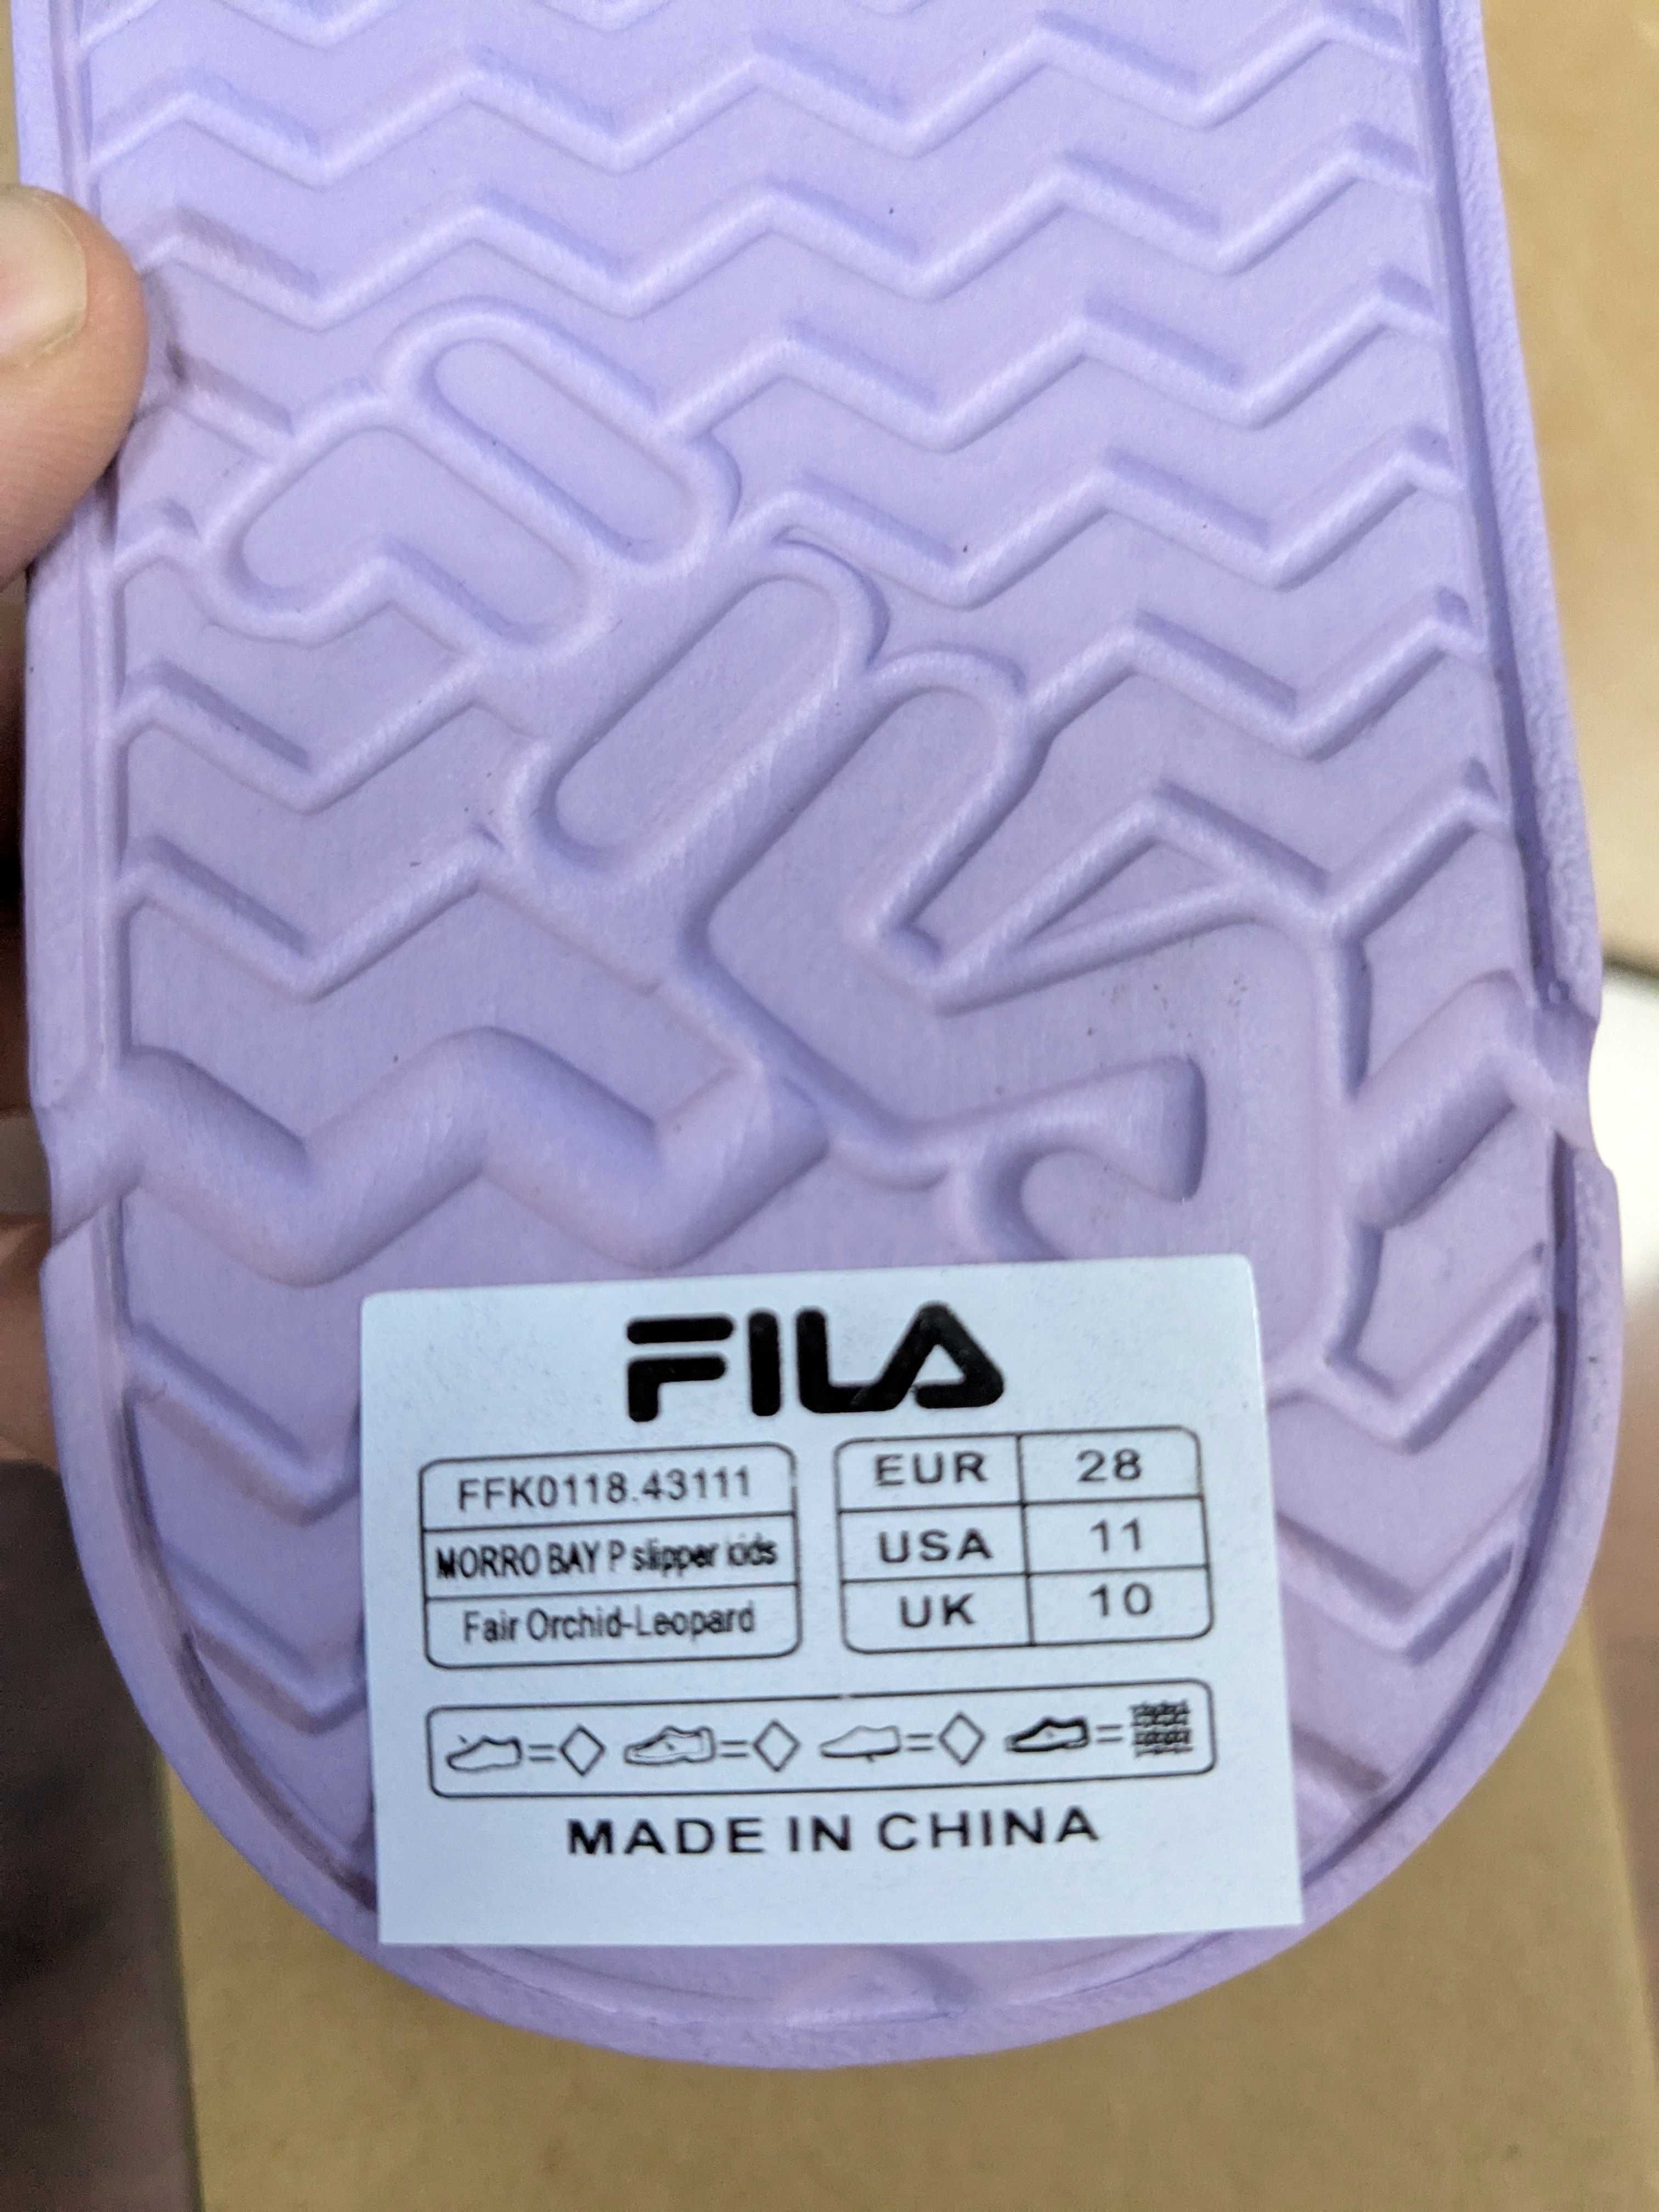 FILA
FILA
FFK0118.43111
MORRO BAY P slipper kids
Fair Orchid-Leopard
EUR 28
USA 11
UK 10
MADE IN CHINA